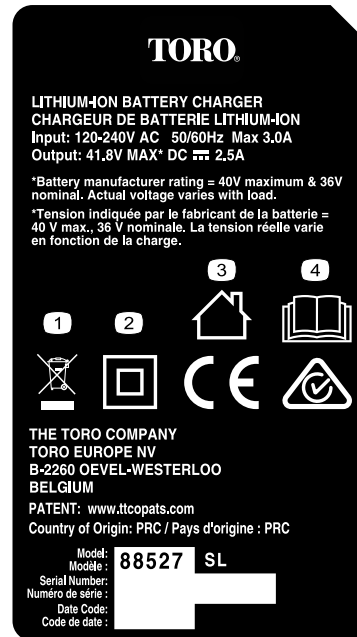 TORO®
LITHIUM-ION BATTERY CHARGER
CHARGEUR DE BATTERIE LITHIUM-ION
Input: 120-240V AC 50/60Hz Max 3.0A
Output: 41.8V MAX* DC ⎓ 2.5A
*Battery manufacturer rating = 40V maximum & 36V
nominal. Actual voltage varies with load.
*Tension indiquée par le fabricant de la batterie =
40 V max., 36 V nominale. La tension réelle varie
en fonction de la charge.
1 2 3 4
CE
THE TORO COMPANY
TORO EUROPE NV
B-2260 OEVEL-WESTERLOO
BELGIUM
PATENT: www.ttcopats.com
Country of Origin: PRC / Pays d'origine : PRC
Model:
Modèle : 88527 SL
Serial Number:
Numéro de série :
Date Code:
Code de date :